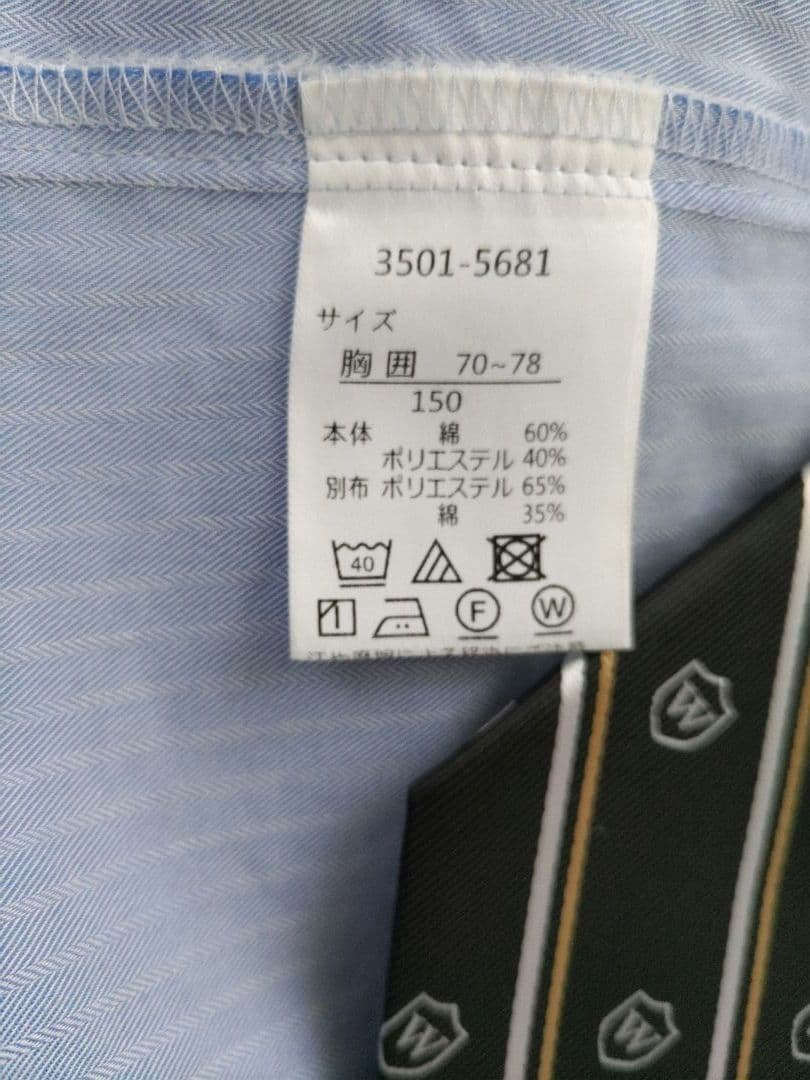 3501-5681
サイズ
胸囲 70~78
150
本体 綿 60%
ポリエステル 40%
別布 ポリエステル 65%
綿 35%
40
F W
W
W
W